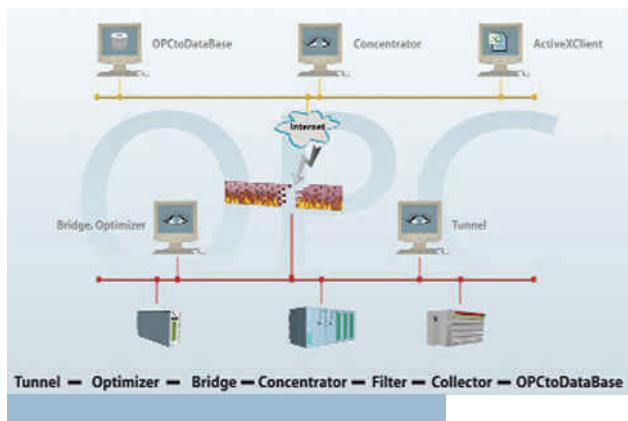 OPCtoDataBase
Concentrator
ActiveXClient
Internet
OPC
Bridge, Optimizer
Tunnel
Tunnel — Optimizer — Bridge — Concentrator — Filter — Collector — OPCtoDataBase